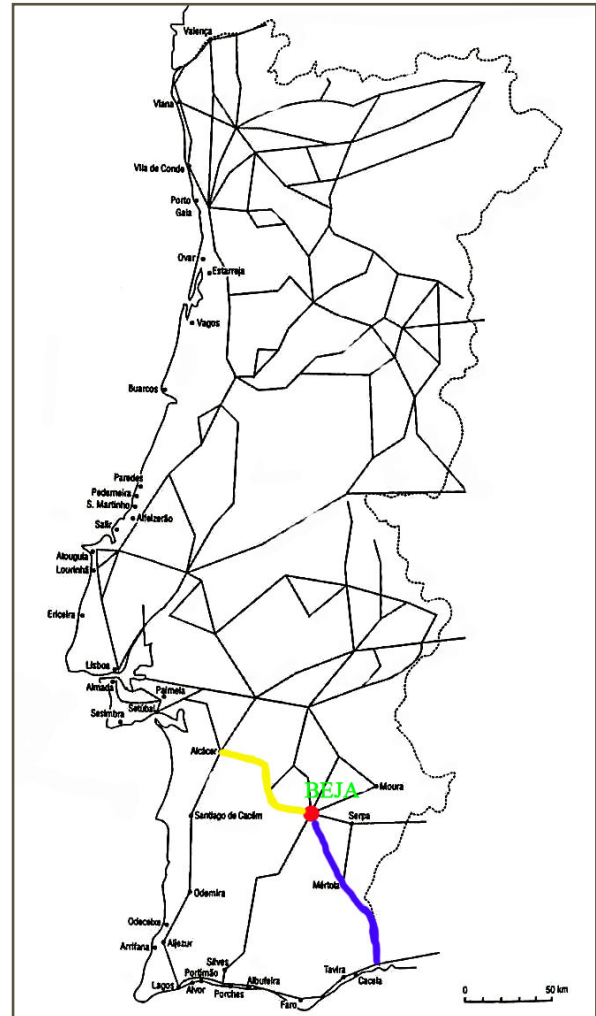 Valença
Viana
Vila de Conde
Porto
Gaia
Ovar
Estarreja
Vagos
Buarcos
Paredes
Pederneira
S. Martinho
Alfeizerão
Salir
Atouguia
Lourinhã
Ericeira
Lisboa
Almada
Palmela
Sesimbra
Setúbal
Alcácer
BEJA
Moura
Santiago de Cacém
Serpa
Mértola
Odemira
Odeceixe
Arrifana
Aljezur
Silves
Portimão
Lagos
Alvor
Porches
Albufeira
Tavira
Cacela
Faro
0 50 km